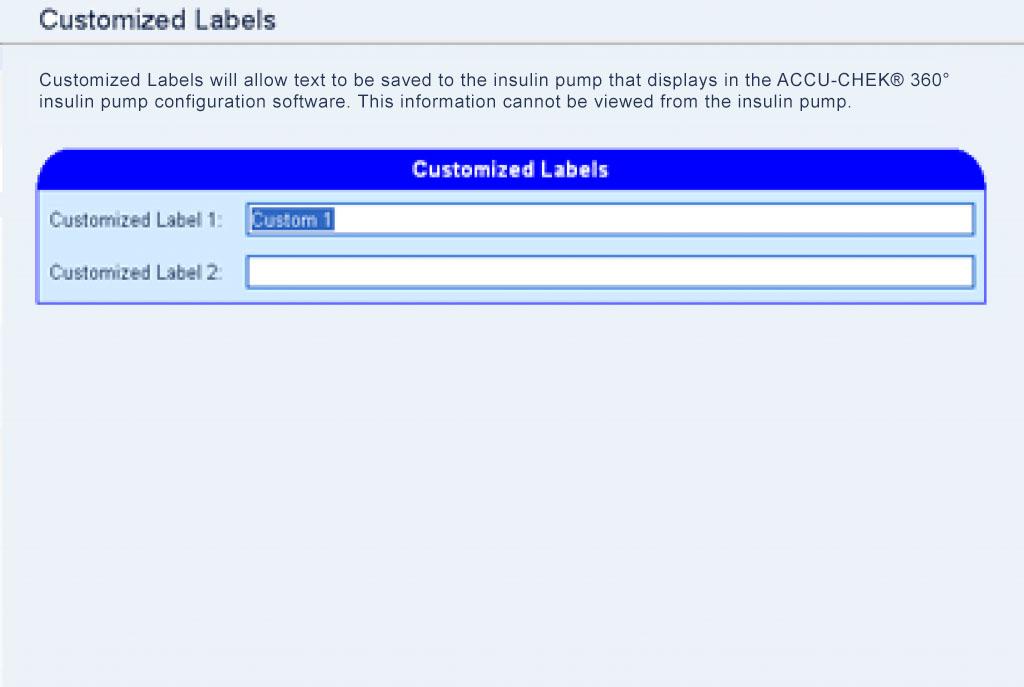 Customized Labels
Customized Labels will allow text to be saved to the insulin pump that displays in the ACCU-CHEK® 360°
insulin pump configuration software. This information cannot be viewed from the insulin pump.
Customized Labels
Customized Label 1: Custom 1
Customized Label 2: